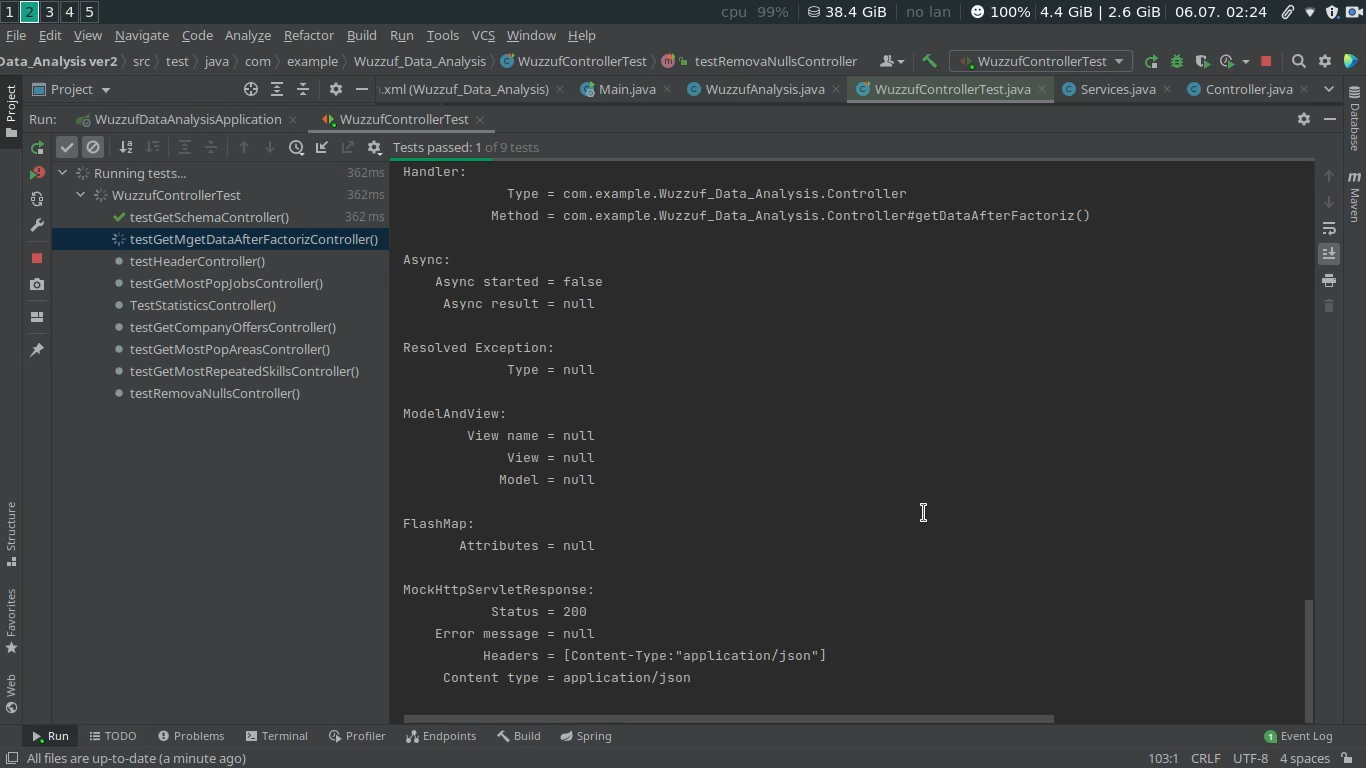 1 2 3 4 5 cpu 99% 38.4 GiB no lan 100% 4.4 GiB | 2.6 GiB 06.07. 02:24
File Edit View Navigate Code Analyze Refactor Build Run Tools VCS Window Help
Data_Analysis ver2 src test java com example Wuzzuf_Data_Analysis WuzzufControllerTest m testRemovaNullsController WuzzufControllerTest
Project Project .xml (Wuzzuf_Data_Analysis) Main.java WuzzufAnalysis.java WuzzufControllerTest.java Services.java Controller.java Database
Run: WuzzufDataAnalysisApplication WuzzufControllerTest
Tests passed: 1 of 9 tests
Running tests... 362ms
WuzzufControllerTest 362ms
testGetSchemaController() 362 ms
testGetMgetDataAfterFactorizController()
testHeaderController()
testGetMostPopJobsController()
TestStatisticsController()
testGetCompanyOffersController()
testGetMostPopAreasController()
testGetMostRepeatedSkillsController()
testRemovaNullsController()
Handler:
Type = com.example.Wuzzuf_Data_Analysis.Controller
Method = com.example.Wuzzuf_Data_Analysis.Controller#getDataAfterFactoriz()
Async:
Async started = false
Async result = null
Resolved Exception:
Type = null
ModelAndView:
View name = null
View = null
Model = null
FlashMap:
Attributes = null
MockHttpServletResponse:
Status = 200
Error message = null
Headers = [Content-Type:"application/json"]
Content type = application/json
m Maven
Structure
Favorites
Web
Run TODO Problems Terminal Profiler Endpoints Build Spring 1 Event Log
All files are up-to-date (a minute ago) 103:1 CRLF UTF-8 4 spaces